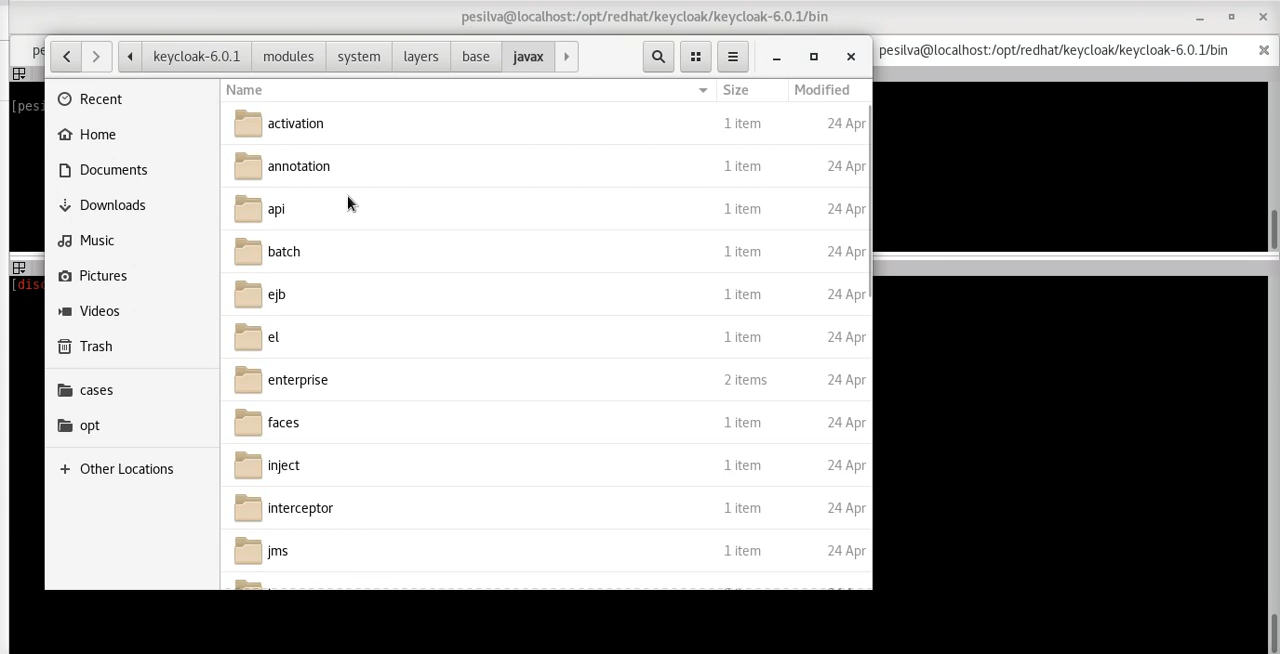 pesilva@localhost:/opt/redhat/keycloak/keycloak-6.0.1/bin
pe
pesilva@localhost:/opt/redhat/keycloak/keycloak-6.0.1/bin
keycloak-6.0.1 modules system layers base javax
[pesi
[disc
Recent
Home
Documents
Downloads
Music
Pictures
Videos
Trash
cases
opt
+ Other Locations
Name Size Modified
activation 1 item 24 Apr
annotation 1 item 24 Apr
api 1 item 24 Apr
batch 1 item 24 Apr
ejb 1 item 24 Apr
el 1 item 24 Apr
enterprise 2 items 24 Apr
faces 1 item 24 Apr
inject 1 item 24 Apr
interceptor 1 item 24 Apr
jms 1 item 24 Apr